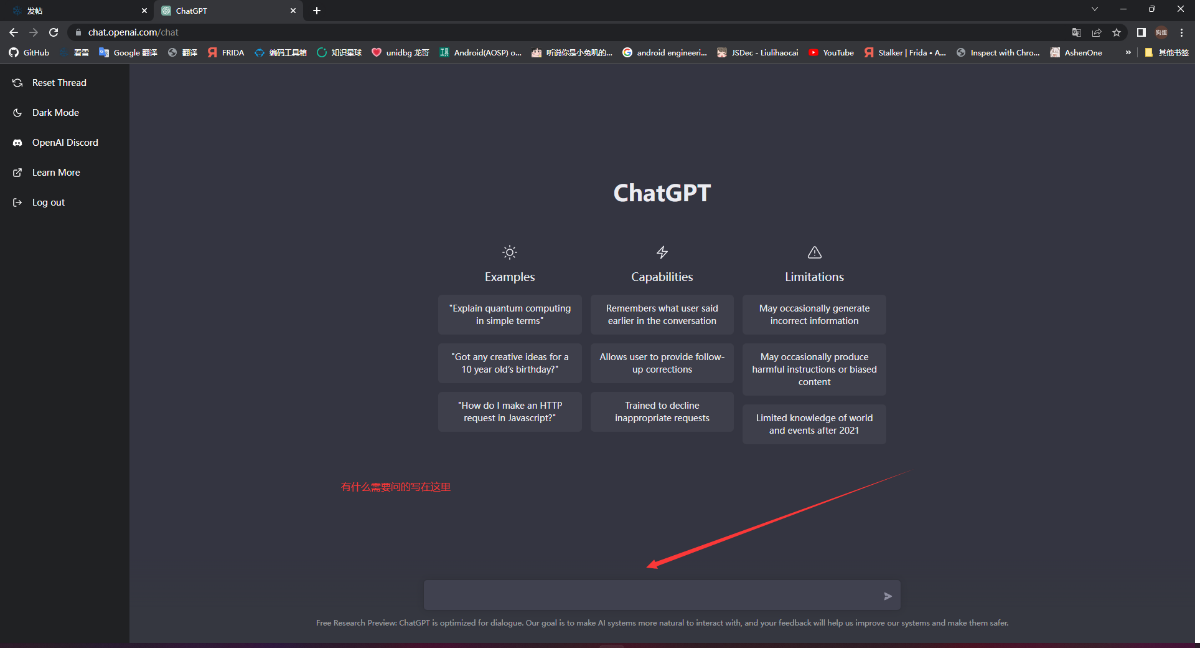 发帖
ChatGPT
chat.openai.com/chat
GitHub
看雪
Google 翻译
翻译
FRIDA
编码工具箱
知识星球
unidbg 龙哥
Android(AOSP) o...
听说你是小兔叽的...
android engineeri...
JSDec - Liulihaocai
YouTube
Stalker | Frida • A...
Inspect with Chro...
AshenOne
»
其他书签
Reset Thread
Dark Mode
OpenAI Discord
Learn More
Log out
ChatGPT
Examples
"Explain quantum computing
in simple terms"
"Got any creative ideas for a
10 year old's birthday?"
"How do I make an HTTP
request in Javascript?"
Capabilities
Remembers what user said
earlier in the conversation
Allows user to provide follow-
up corrections
Trained to decline
inappropriate requests
Limitations
May occasionally generate
incorrect information
May occasionally produce
harmful instructions or biased
content
Limited knowledge of world
and events after 2021
有什么需要问的写在这里
Free Research Preview: ChatGPT is optimized for dialogue. Our goal is to make AI systems more natural to interact with, and your feedback will help us improve our systems and make them safer.